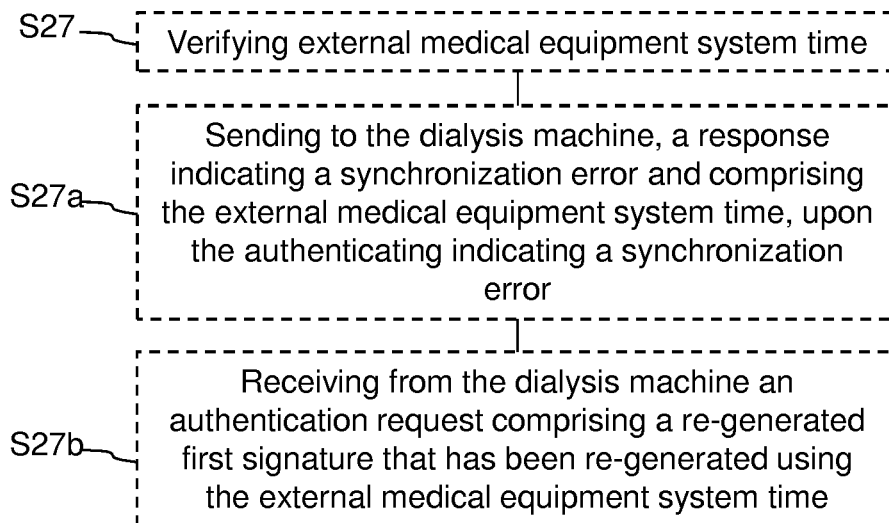 S27
Verifying external medical equipment system time
S27a
Sending to the dialysis machine, a response
indicating a synchronization error and comprising
the external medical equipment system time, upon
the authenticating indicating a synchronization
error
S27b
Receiving from the dialysis machine an
authentication request comprising a re-generated
first signature that has been re-generated using
the external medical equipment system time